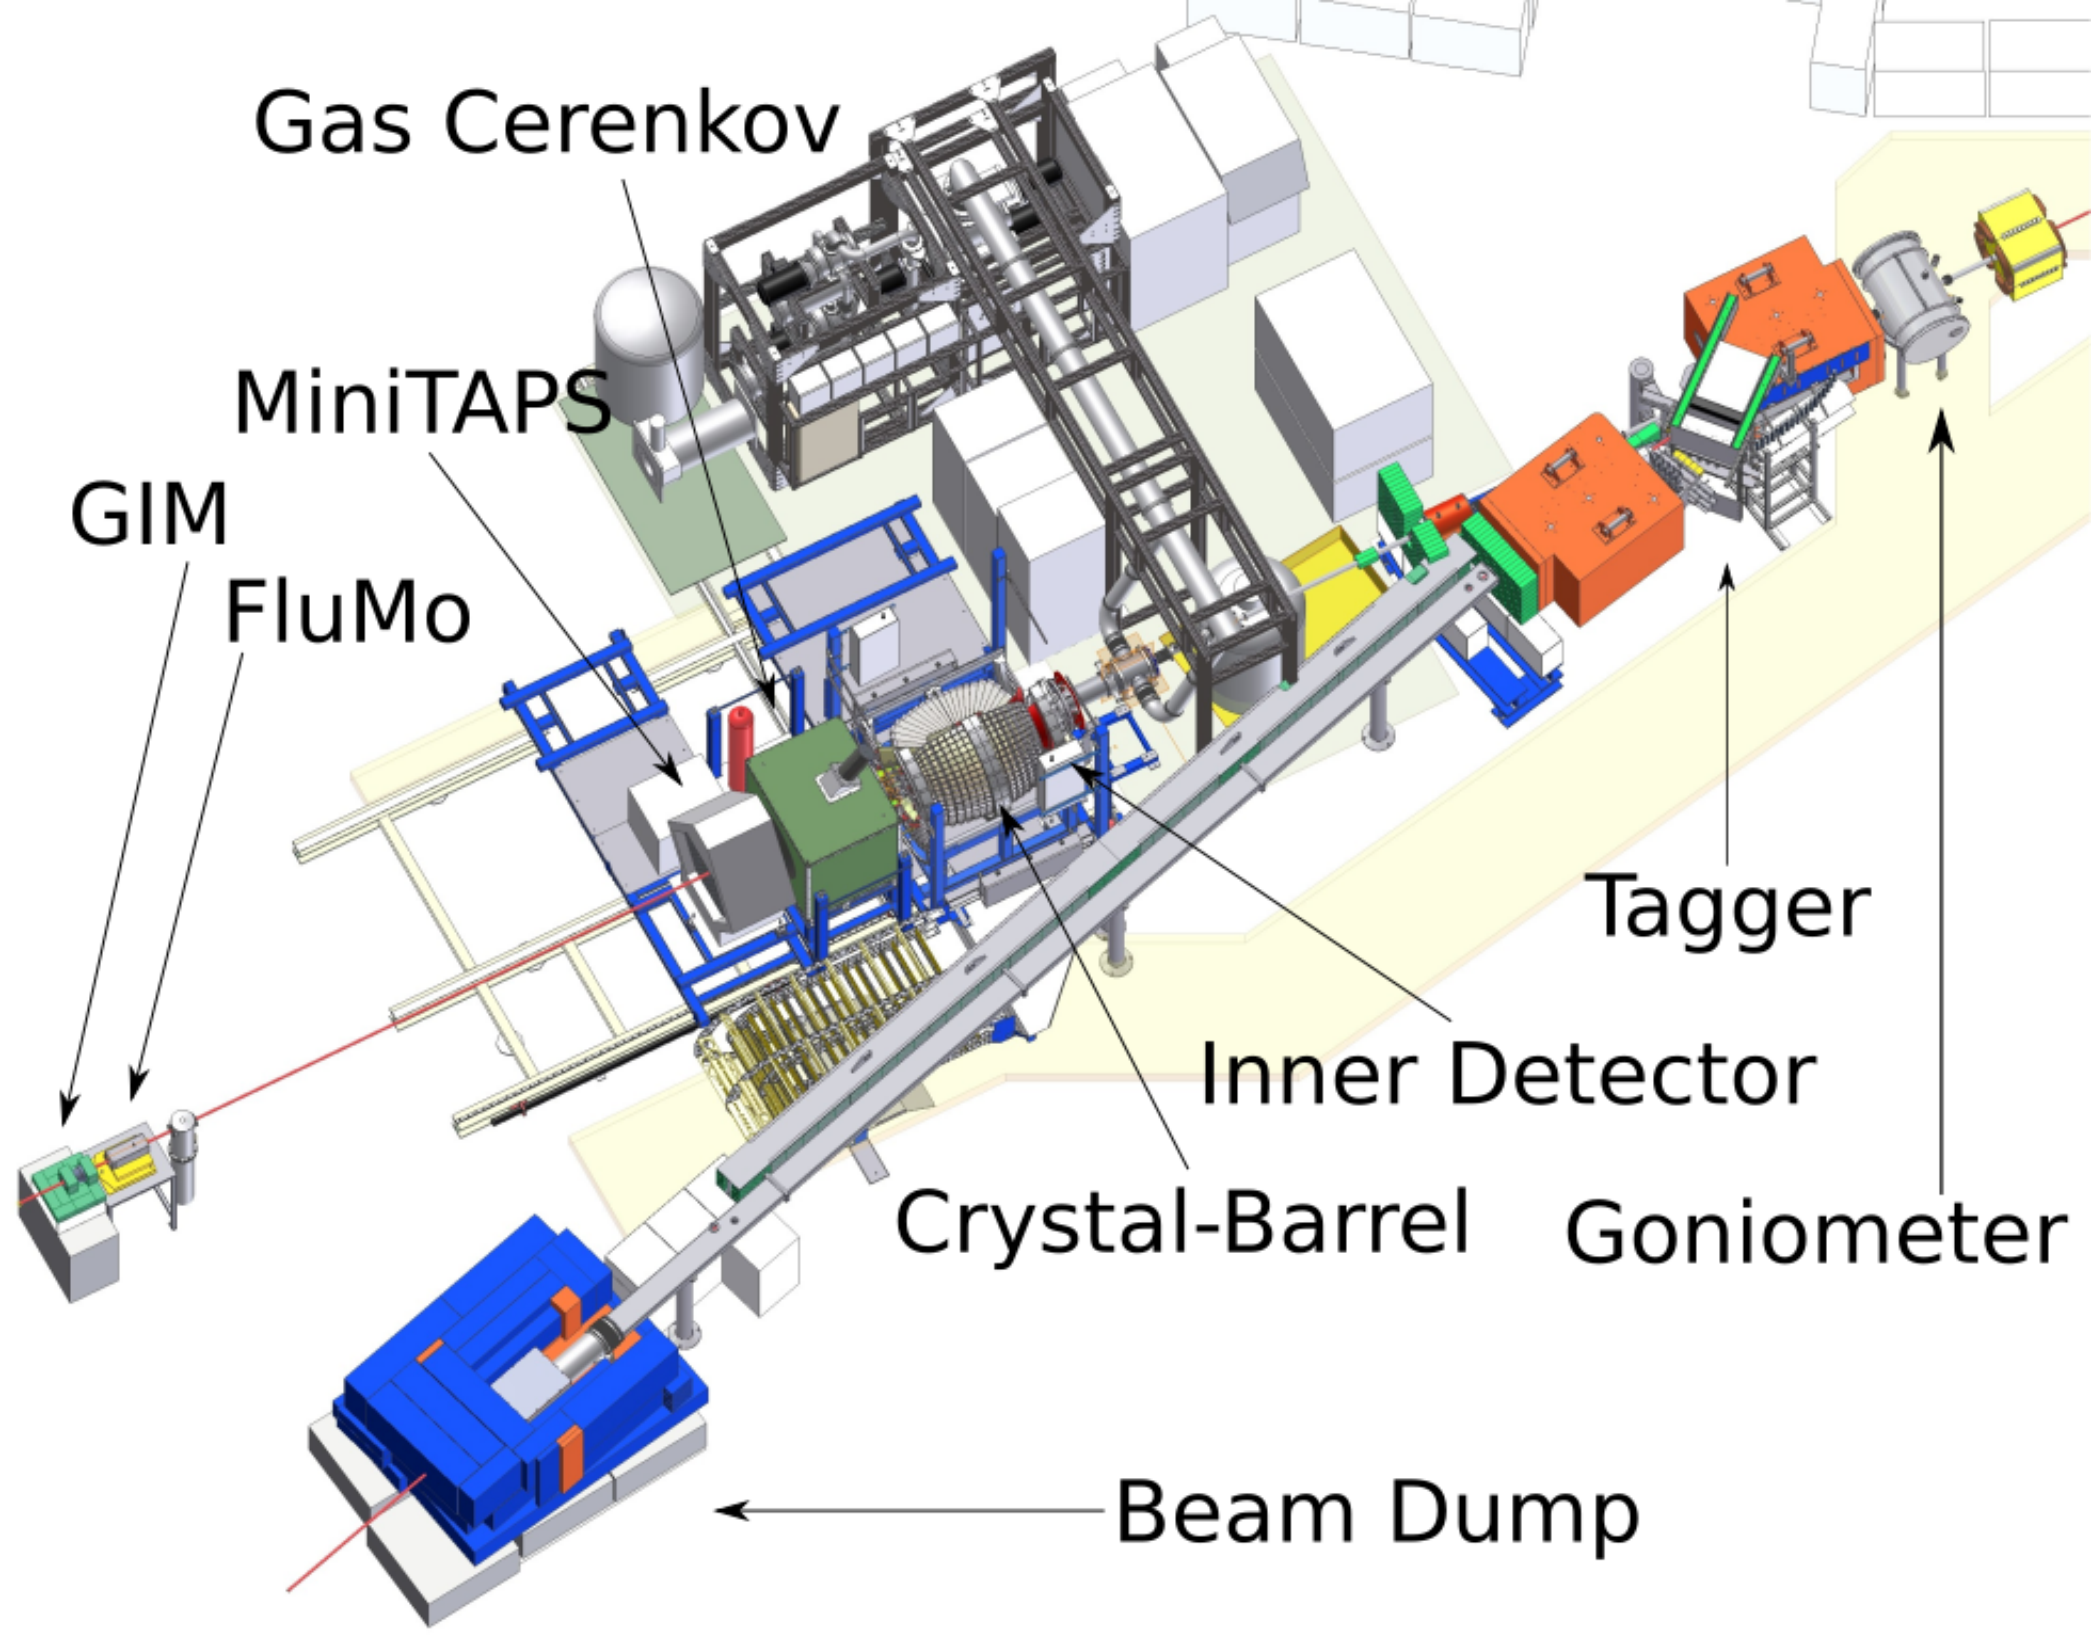 Gas Cerenkov
MiniTAPS
GIM
FluMo
Tagger
Inner Detector
Crystal-Barrel
Goniometer
Beam Dump